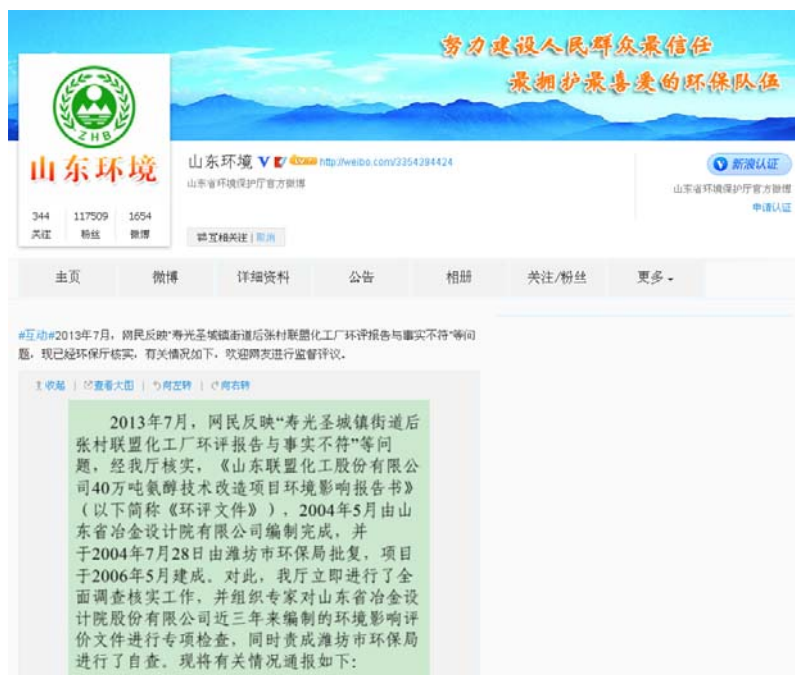 努力建设人民群众最信任
最拥护最喜爱的环保队伍
ZHB
山东环境
山东环境 V http://weibo.com/3354284424
山东省环境保护厅官方微博
新浪认证
山东省环境保护厅官方微博
申请认证
344 117509 1654
关注 粉丝 微博
互相关注 | 取消
主页 微博 详细资料 公告 相册 关注/粉丝 更多
#互动#2013年7月，网民反映“寿光圣城镇街道后张村联盟化工厂环评报告与事实不符”等问
题，现已经环保厅核实，有关情况如下，欢迎网友进行监督评议。
收起 | 查看大图 | 向左转 | 向右转
2013年7月，网民反映“寿光圣城镇街道后
张村联盟化工厂环评报告与事实不符”等问
题，经我厅核实，《山东联盟化工股份有限公
司40万吨氨醇技术改造项目环境影响报告书》
（以下简称《环评文件》），2004年5月由山
东省冶金设计院有限公司编制完成，并
于2004年7月28日由潍坊市环保局批复，项目
于2006年5月建成。对此，我厅立即进行了全
面调查核实工作，并组织专家对山东省冶金设
计院股份有限公司近三年来编制的环境影响评
价文件进行专项检查，同时责成潍坊市环保局
进行了自查。现将有关情况通报如下：